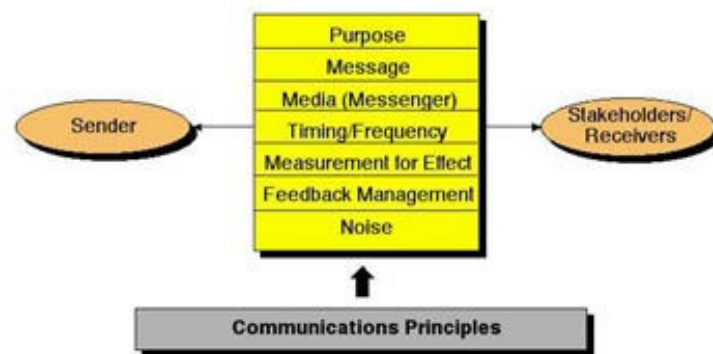 Purpose
Message
Media (Messenger)
Sender
Timing/Frequency
Stakeholders/
Receivers
Measurement for Effect
Feedback Management
Noise
Communications Principles